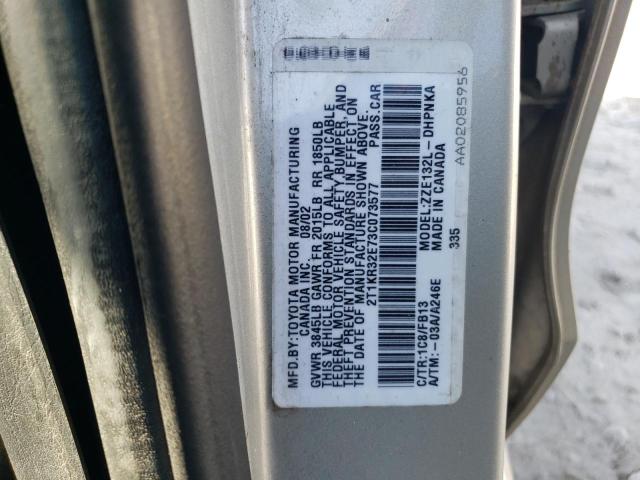 MFD.BY: TOYOTA MOTOR MANUFACTURING
CANADA INC. 08/02
GVWR 3845LB GAWR FR 2015LB RR 1850LB
THIS VEHICLE CONFORMS TO ALL APPLICABLE
FEDERAL MOTOR VEHICLE SAFETY, BUMPER, AND
THEFT PREVENTION STANDARDS IN EFFECT ON
THE DATE OF MANUFACTURE SHOWN ABOVE.
2T1KR32E73C073577 PASS.CAR
C/TR:1C8/FB13 MODEL:ZZE132L-DHPNKA
A/TM:-03A/A246E MADE IN CANADA
335 AA02085956